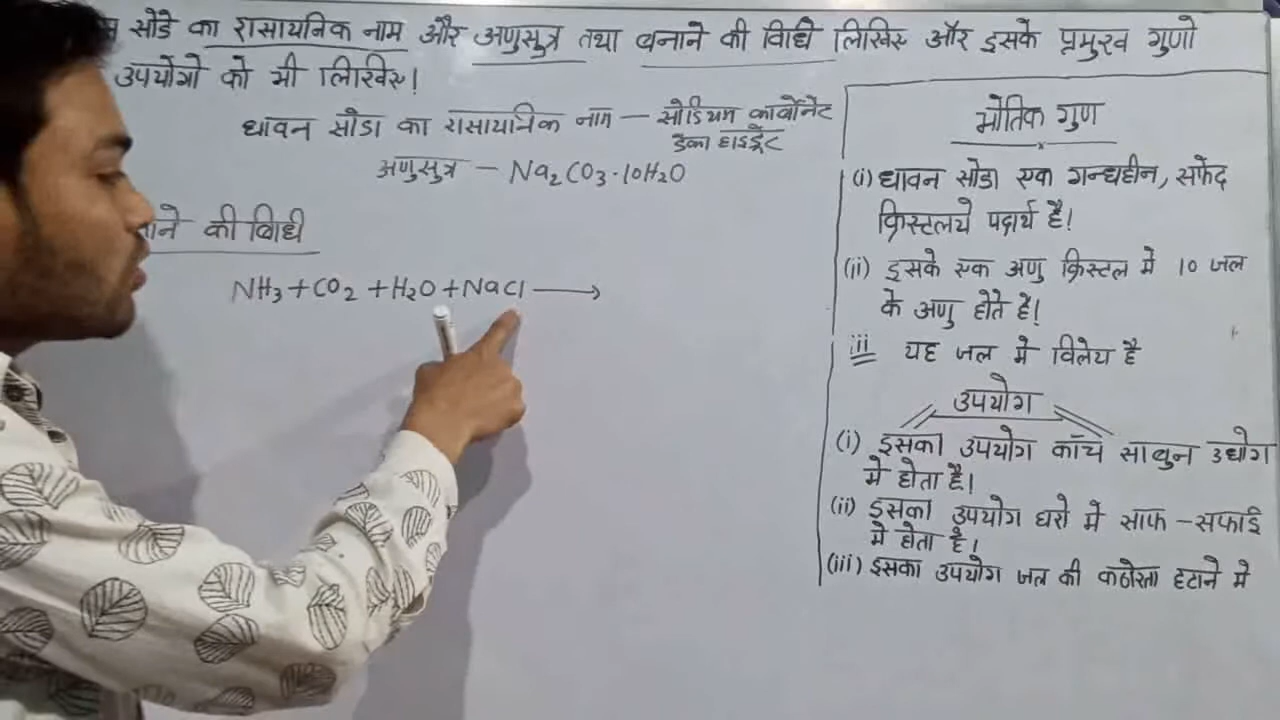 सोडे का रासायनिक नाम और अणुसुत्र तथा बनाने की विधि लिखिए और इसके प्रमुख गुणो
उपयोगो को भी लिखिए।
धावन सोडा का रासायनिक नाम — सोडियम कार्बोनेट
डेका हाइड्रेट
अणुसुत्र — Na₂CO₃·10H₂O
की विधि
NH₃+CO₂+H₂O+NaCl⟶
भौतिक गुण
(i) धावन सोडा एक गन्धहीन, सफेद
क्रिस्टलये पदार्थ है।
(ii) इसके एक अणु क्रिस्टल मे 10 जल
के अणु होते है।
iii यह जल मे विलेय है
उपयोग
(i) इसका उपयोग काँच साबुन उधोग
मे होता है।
(ii) इसका उपयोग घरो मे साफ-सफाई
मे होता है।
(iii) इसका उपयोग जल की कठोरता हटाने मे